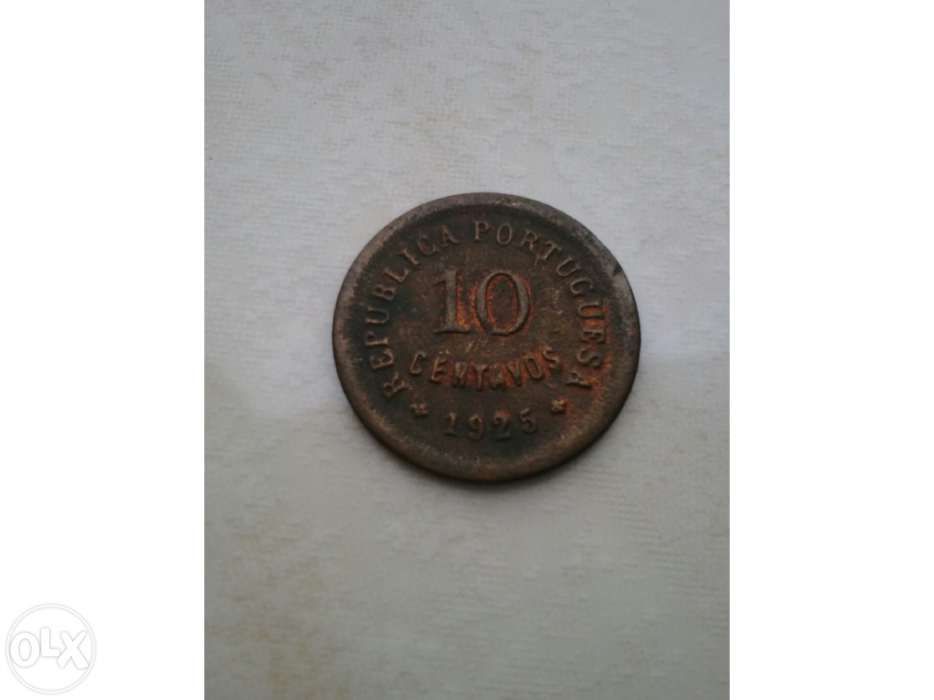 REPUBLICA PORTUGUESA
10
CENTAVOS
* 1925 *
OLX